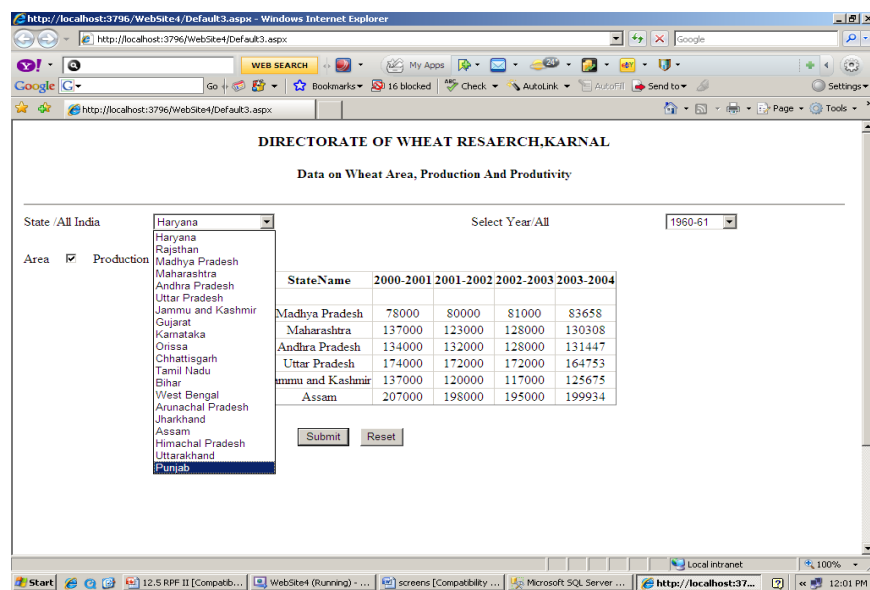 http://localhost:3796/WebSite4/Default3.aspx - Windows Internet Explorer
http://localhost:3796/WebSite4/Default3.aspx
Google
WEB SEARCH
My Apps
24
Google
G
Go
Bookmarks
16 blocked
Check
AutoLink
AutoFill
Send to
Settings
http://localhost:3796/WebSite4/Default3.aspx
Page
Tools
DIRECTORATE OF WHEAT RESAERCH,KARNAL
Data on Wheat Area, Production And Produtivity
State /All India
Haryana
Select Year/All
1960-61
Area
Production
Haryana
Rajsthan
Madhya Pradesh
Maharashtra
Andhra Pradesh
Uttar Pradesh
Jammu and Kashmir
Gujarat
Karnataka
Orissa
Chhattisgarh
Tamil Nadu
Bihar
West Bengal
Arunachal Pradesh
Jharkhand
Assam
Himachal Pradesh
Uttarakhand
Punjab
StateName 2000-2001 2001-2002 2002-2003 2003-2004
Madhya Pradesh 78000 80000 81000 83658
Maharashtra 137000 123000 128000 130308
Andhra Pradesh 134000 132000 128000 131447
Uttar Pradesh 174000 172000 172000 164753
ammu and Kashmir 137000 120000 117000 125675
Assam 207000 198000 195000 199934
Submit
Reset
Local intranet
100%
Start
12.5 RPF II [Compatib...
WebSite4 (Running) - ...
screens [Compatibility ...
Microsoft SQL Server ...
http://localhost:37...
12:01 PM